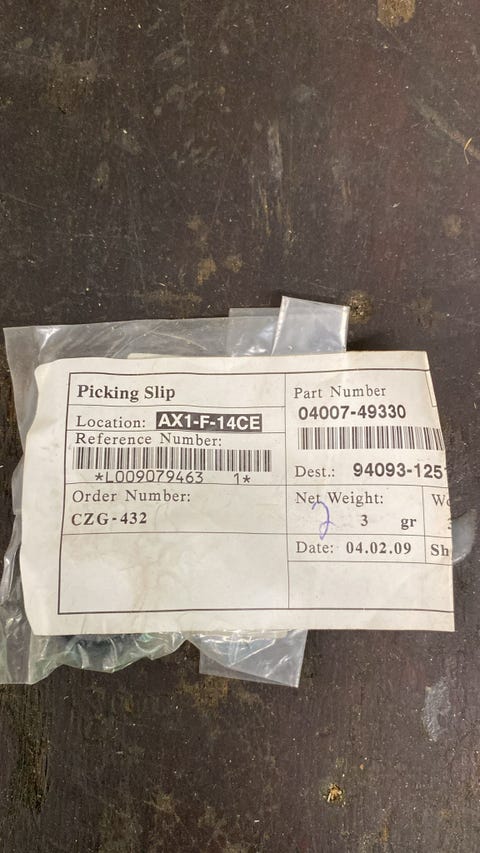 Picking Slip
Location: AX1-F-14CE
Reference Number:
*L009079463 1*
Order Number:
CZG-432
Part Number
04007-49330
Dest.: 94093-1251
Net Weight:
2
3 gr
Date: 04.02.09